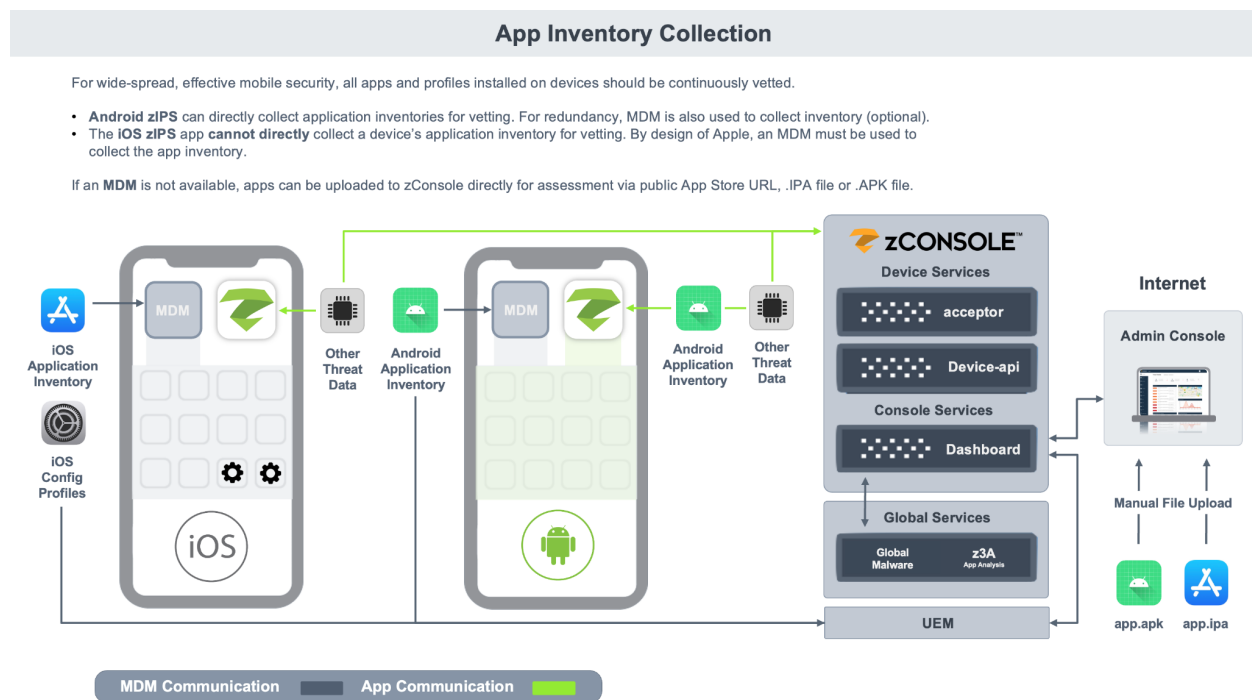 App Inventory Collection
For wide-spread, effective mobile security, all apps and profiles installed on devices should be continuously vetted.
• Android zIPS can directly collect application inventories for vetting. For redundancy, MDM is also used to collect inventory (optional).
• The iOS zIPS app cannot directly collect a device's application inventory for vetting. By design of Apple, an MDM must be used to
collect the app inventory.
If an MDM is not available, apps can be uploaded to zConsole directly for assessment via public App Store URL, .IPA file or .APK file.
iOS
Application
Inventory
iOS
Config
Profiles
MDM
iOS
Other
Threat
Data
Android
Application
Inventory
MDM
Android
Application
Inventory
Other
Threat
Data
zCONSOLE™
Device Services
acceptor
Device-api
Console Services
Dashboard
Global Services
Global
Malware
z3A
App Analysis
UEM
Internet
Admin Console
Manual File Upload
app.apk
app.ipa
MDM Communication
App Communication